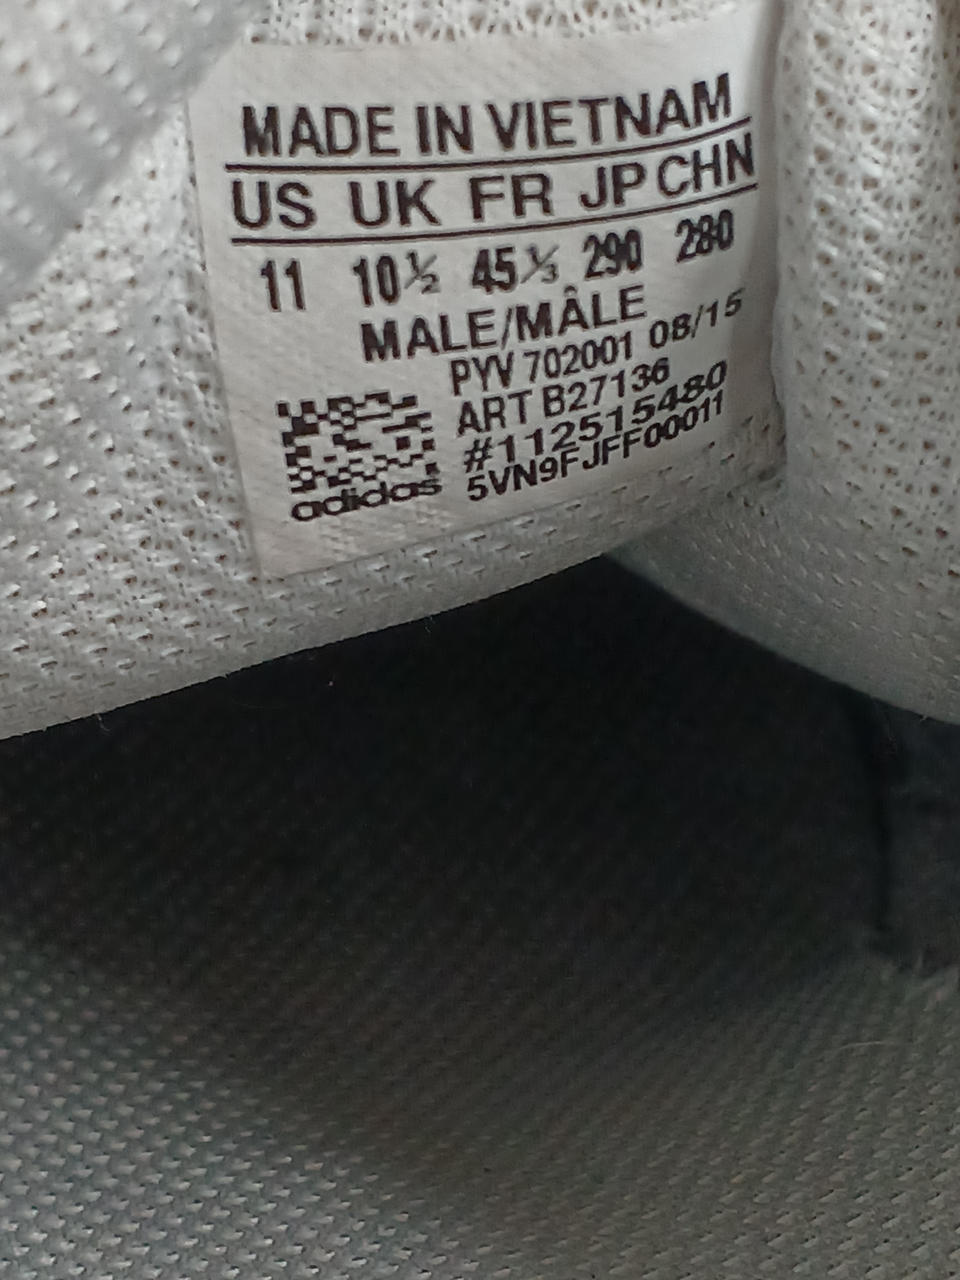 MADE IN VIETNAM
US UK FR JP CHN
11 10½ 45⅓ 290 280
MALE/MÂLE
PYV 702001 08/15
ART B27136
#112515480
5VN9FJFF00011
adidas